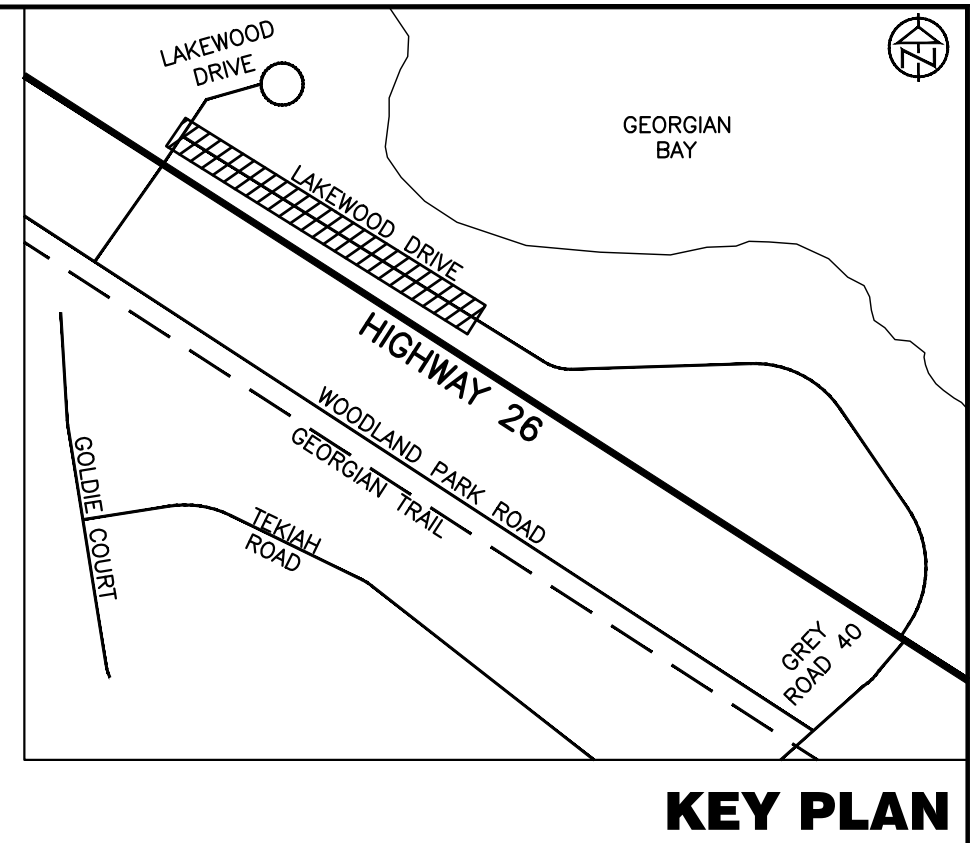 LAKEWOOD
DRIVE
N
GEORGIAN
BAY
LAKEWOOD DRIVE
HIGHWAY 26
WOODLAND PARK ROAD
GEORGIAN TRAIL
GOLDIE COURT
TEKIAH
ROAD
GREY
ROAD 40
KEY PLAN